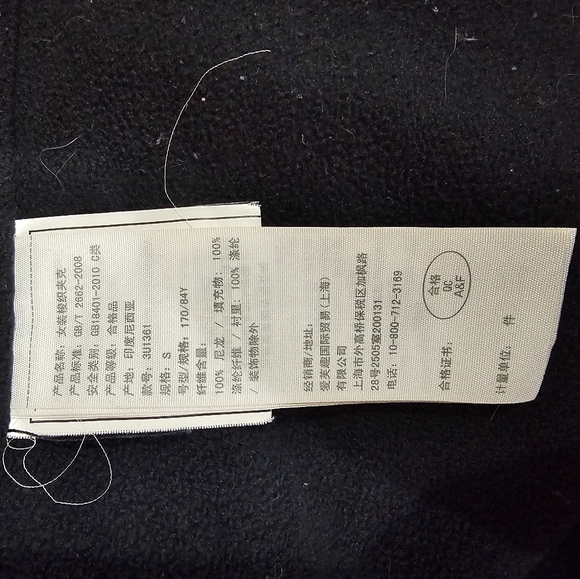 产品名称: 女装梭织夹克
产品标准: GB/T 2662-2008
安全类别: GB18401-2010 C类
产品等级: 合格品
产地: 印度尼西亚
款号: 3U1361
规格: S
号型/规格: 170/84Y
纤维含量:
100% 尼龙 / 填充物: 100%
涤纶纤维 / 衬里: 100% 涤纶
/ 装饰物除外
经销商/地址:
爱芙趣国际贸易(上海)
有限公司
上海市外高桥保税区加枫路
28号2505室200131
电话: 10-800-712-3169
合格证书:
合格
QC
A&F
计量单位: 件